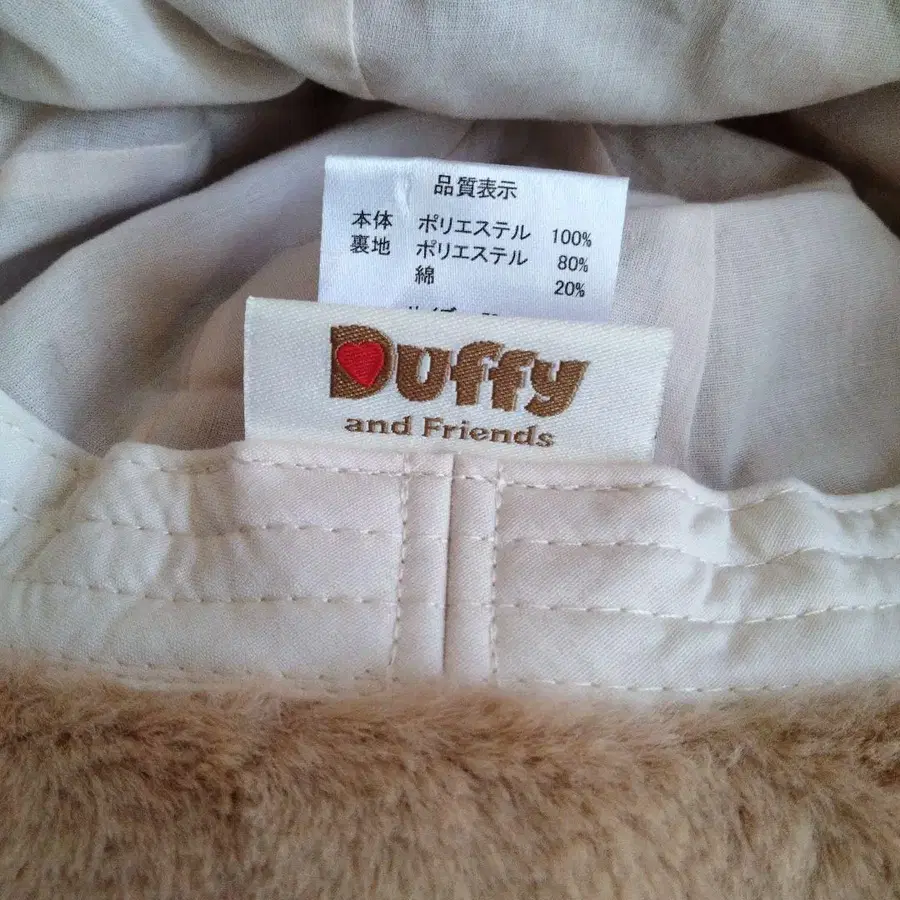 品質表示
本体 ポリエステル 100%
裏地 ポリエステル 80%
綿 20%
Duffy
and Friends